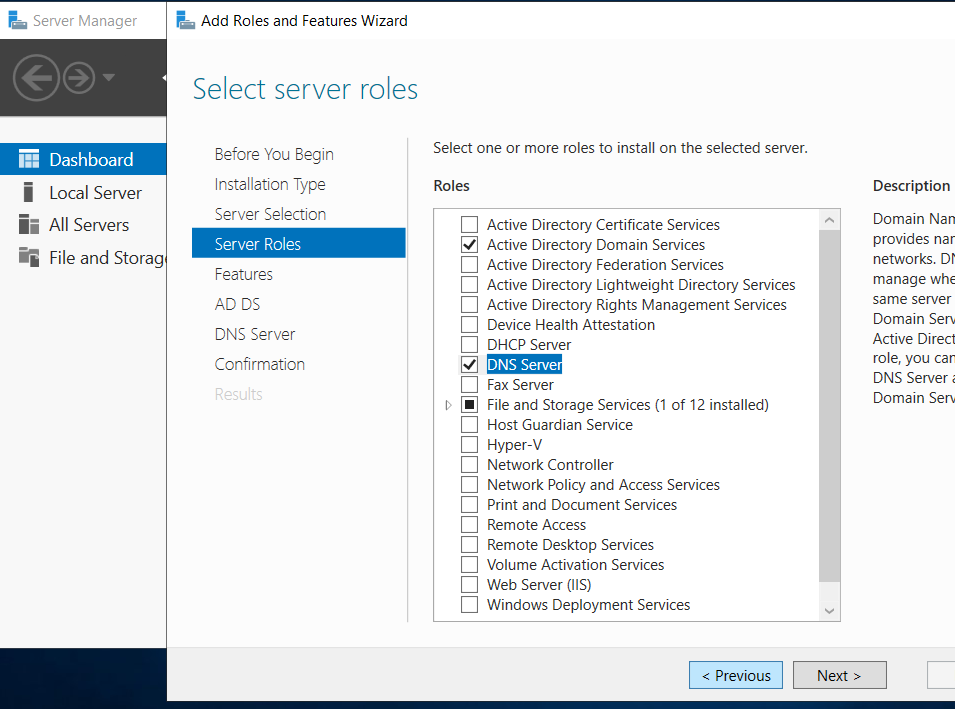 Server Manager
Add Roles and Features Wizard
Select server roles
Dashboard
Local Server
All Servers
File and Storag
Before You Begin
Installation Type
Server Selection
Server Roles
Features
AD DS
DNS Server
Confirmation
Results
Select one or more roles to install on the selected server.
Roles
Active Directory Certificate Services
Active Directory Domain Services
Active Directory Federation Services
Active Directory Lightweight Directory Services
Active Directory Rights Management Services
Device Health Attestation
DHCP Server
DNS Server
Fax Server
File and Storage Services (1 of 12 installed)
Host Guardian Service
Hyper-V
Network Controller
Network Policy and Access Services
Print and Document Services
Remote Access
Remote Desktop Services
Volume Activation Services
Web Server (IIS)
Windows Deployment Services
Description
Domain Nam
provides nar
networks. DN
manage whe
same server
Domain Serv
Active Direct
role, you can
DNS Server a
Domain Serv
< Previous
Next >